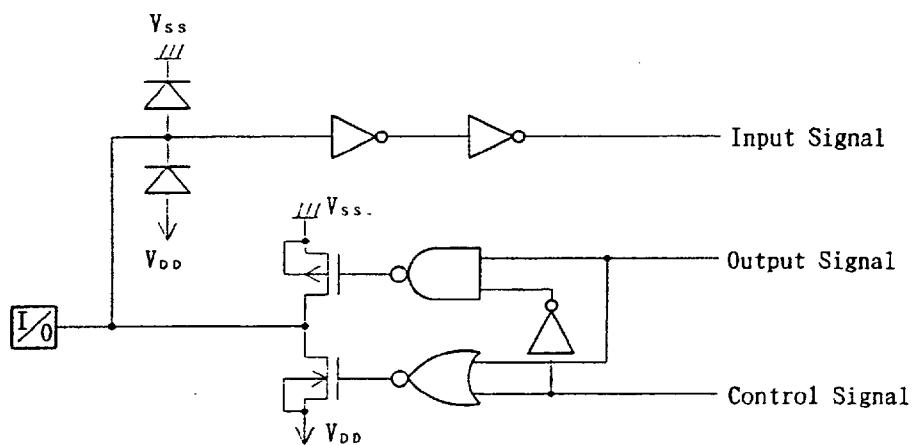 Vss
Input Signal
VDD
Vss.
Output Signal
I/O
Control Signal
VDD